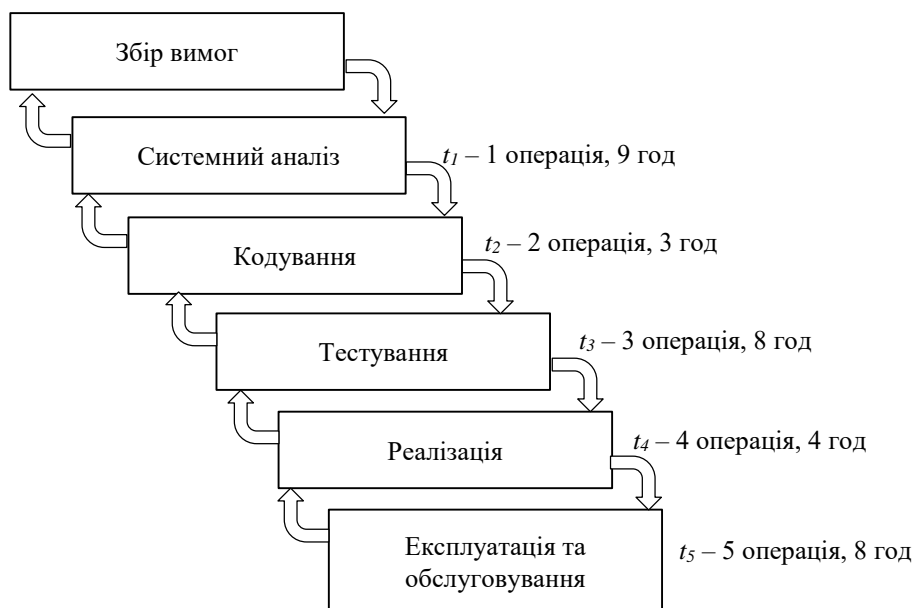 Збір вимог
Системний аналіз
t1 – 1 операція, 9 год
Кодування
t2 – 2 операція, 3 год
Тестування
t3 – 3 операція, 8 год
Реалізація
t4 – 4 операція, 4 год
Експлуатація та
обслуговування
t5 – 5 операція, 8 год